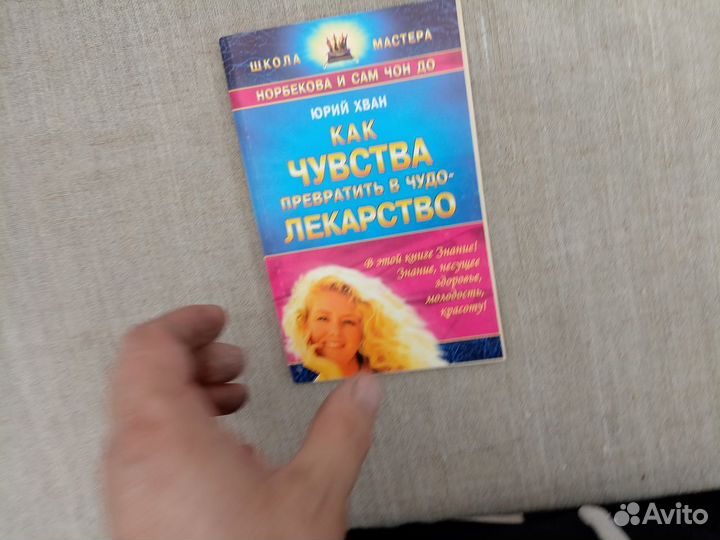 ШКОЛА МАСТЕРА
НОРБЕКОВА И САМ ЧОН ДО
ЮРИЙ ХВАН
КАК
ЧУВСТВА
ПРЕВРАТИТЬ В ЧУДО-
ЛЕКАРСТВО
В этой книге Знание!
Знание, несущее
здоровье,
молодость,
красоту!
Avito